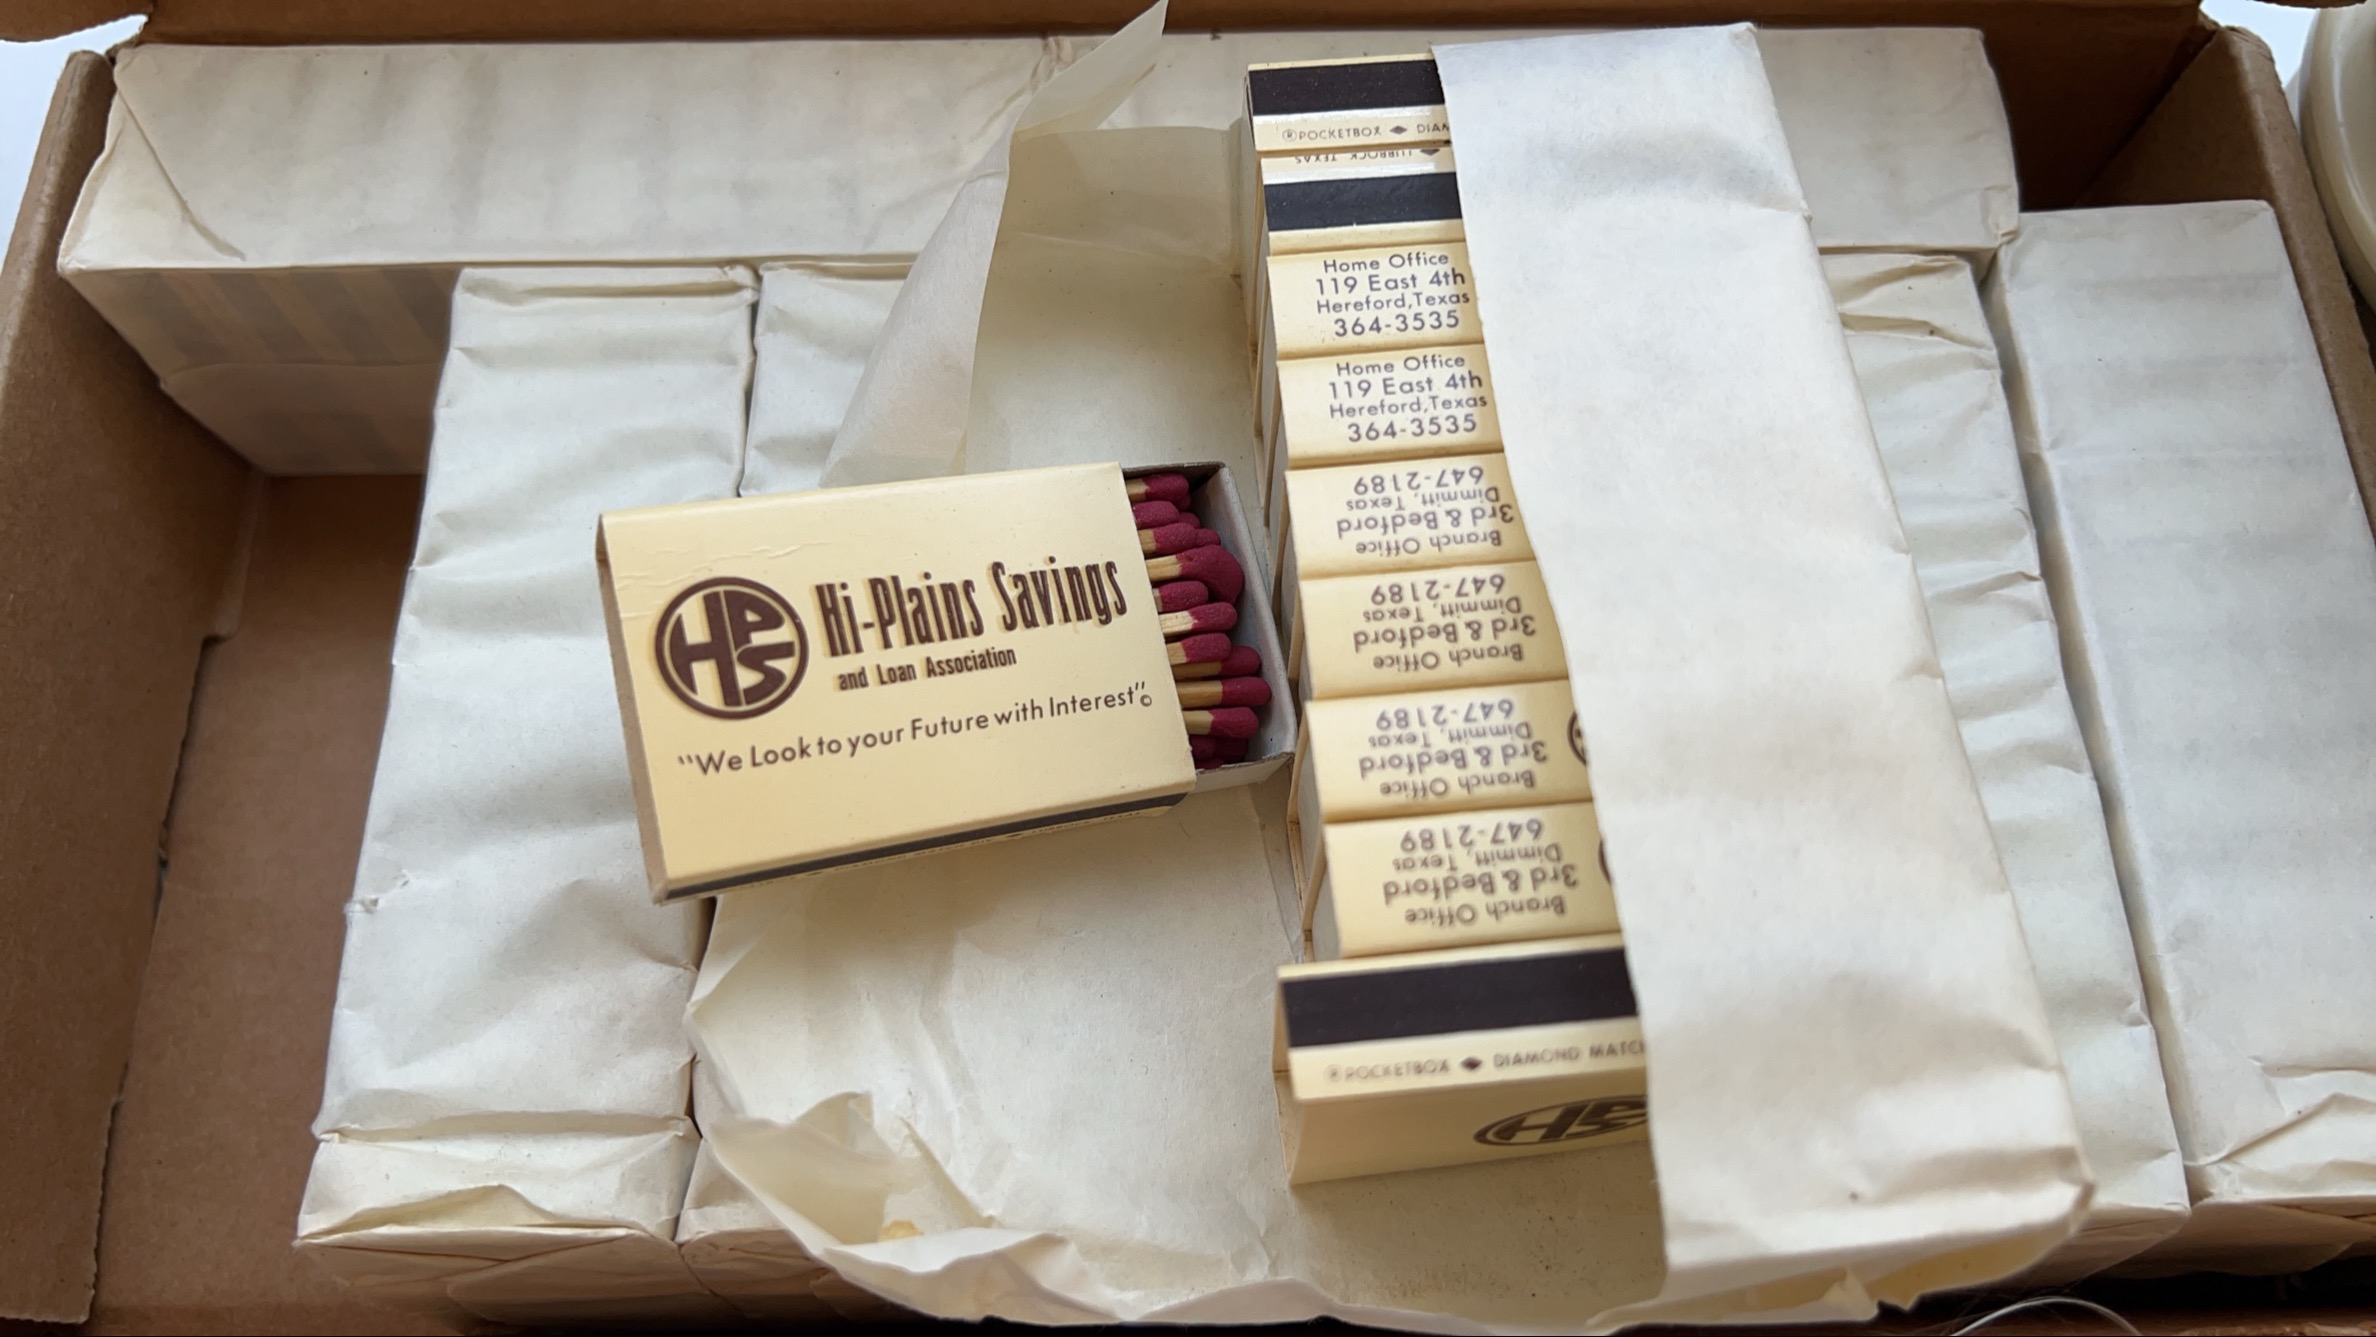 HPS
Hi-Plains Savings
and Loan Association
"We Look to your Future with Interest"©
®POCKETBOX ◆ DIAM
LUBBOCK, TEXAS
Home Office
119 East 4th
Hereford, Texas
364-3535
Home Office
119 East 4th
Hereford, Texas
364-3535
Branch Office
3rd & Bedford
Dimmitt, Texas
647-2189
Branch Office
3rd & Bedford
Dimmitt, Texas
647-2189
Branch Office
3rd & Bedford
Dimmitt, Texas
647-2189
Branch Office
3rd & Bedford
Dimmitt, Texas
647-2189
®POCKETBOX ◆ DIAMOND MATC
HPS